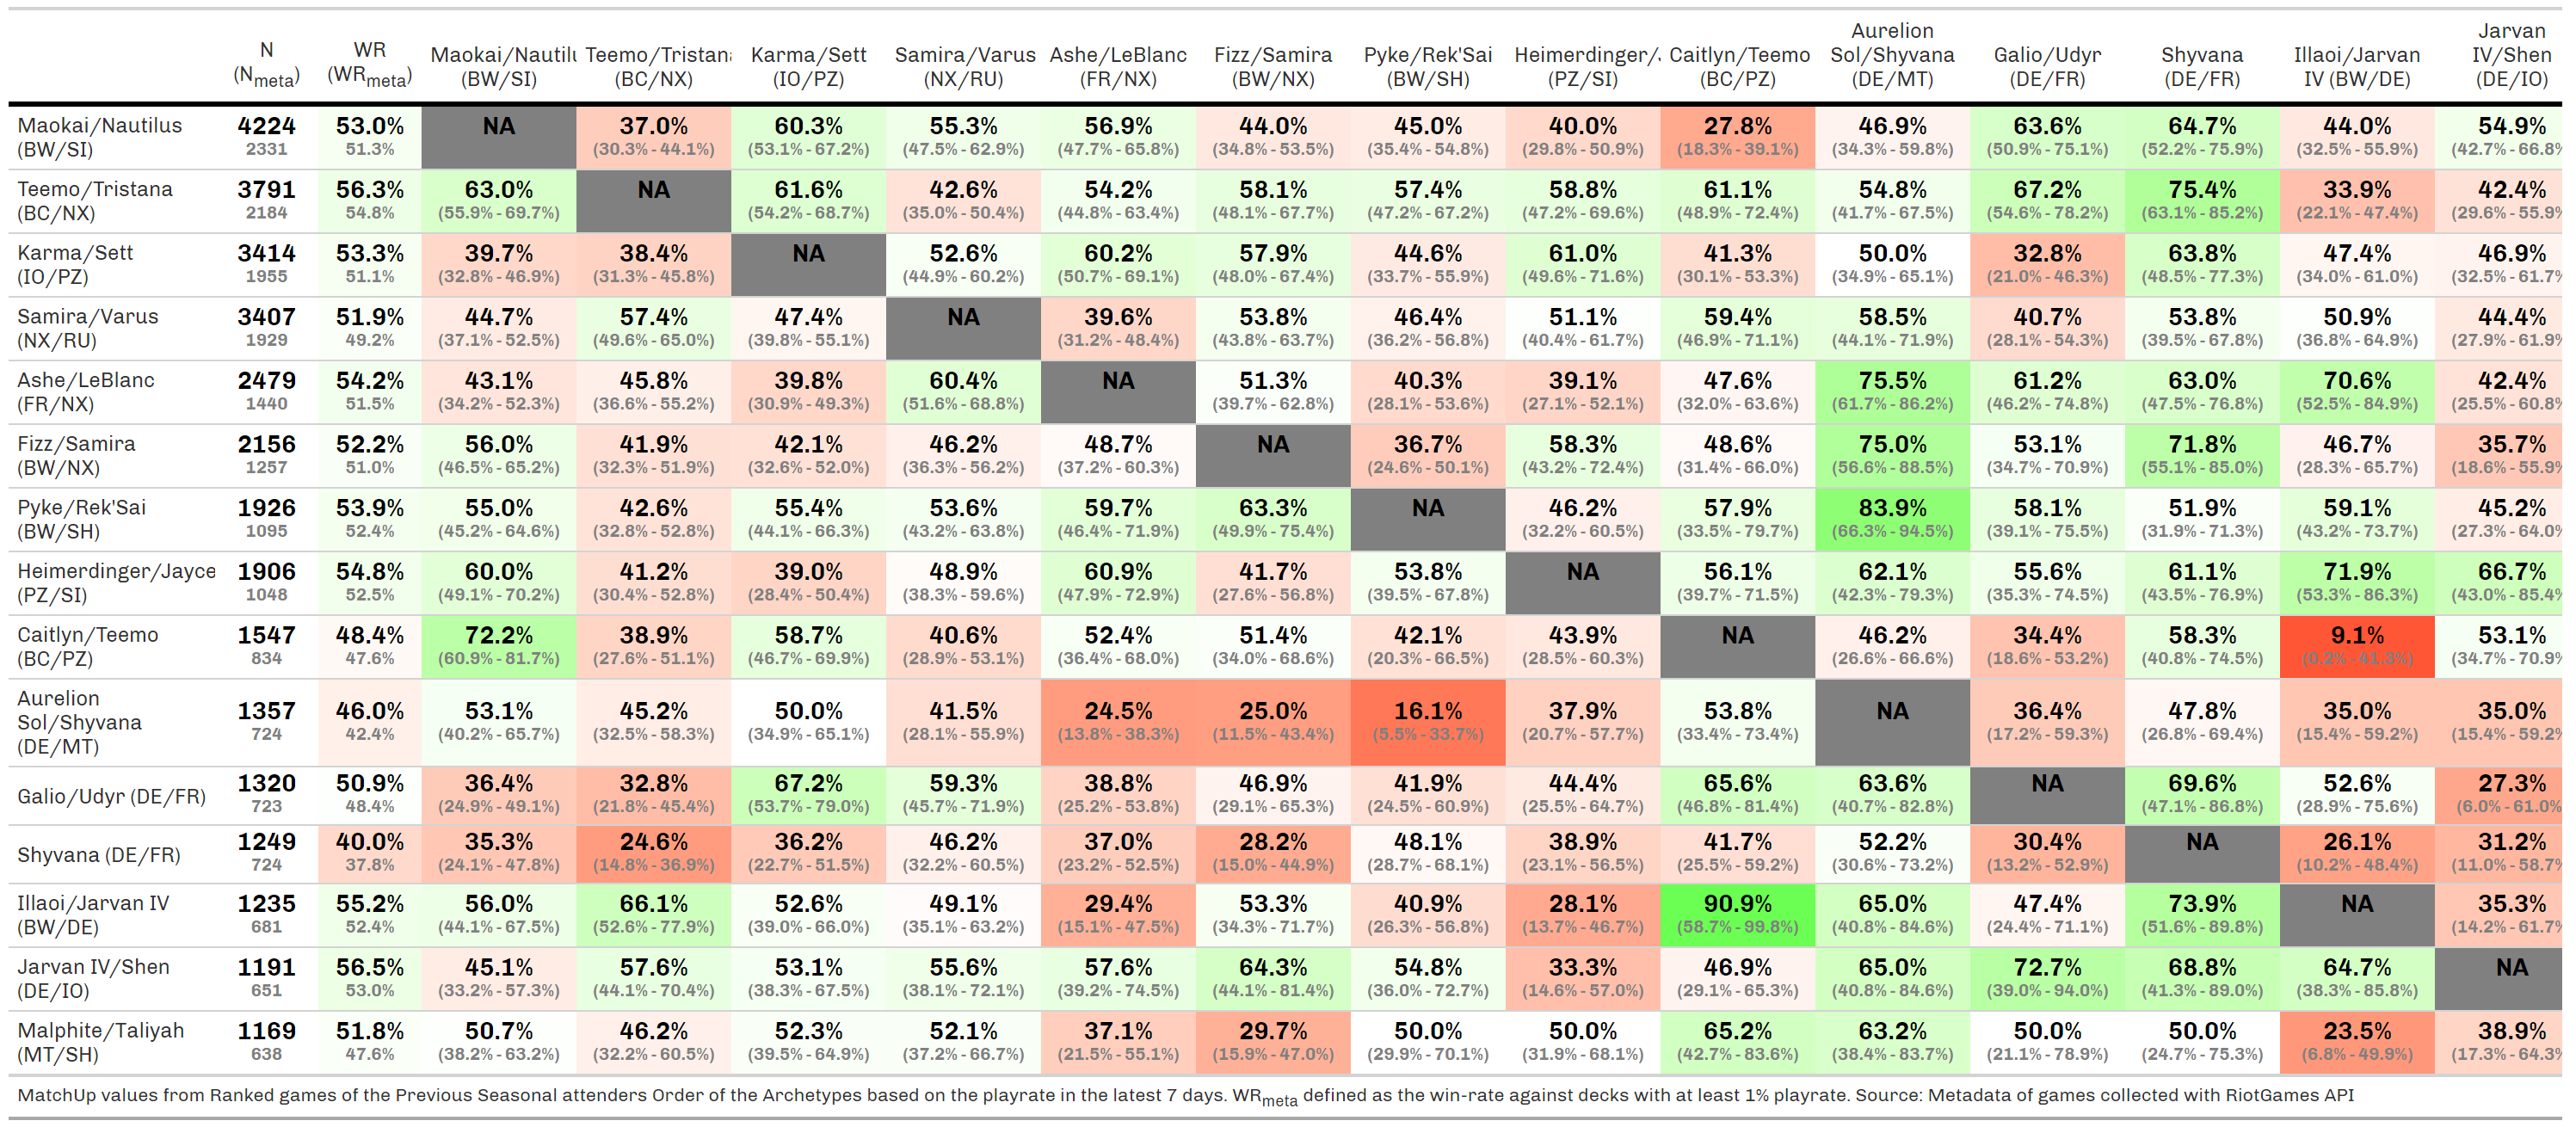 N WR Maokai/Nautilu Teemo/Tristana Karma/Sett Samira/Varus Ashe/LeBlanc Fizz/Samira Pyke/Rek'Sai Heimerdinger/J Caitlyn/Teemo Aurelion Sol/Shyvana Galio/Udyr Shyvana Illaoi/Jarvan Jarvan IV/Shen
(Nmeta) (WRmeta) (BW/SI) (BC/NX) (IO/PZ) (NX/RU) (FR/NX) (BW/NX) (BW/SH) (PZ/SI) (BC/PZ) (DE/MT) (DE/FR) (DE/FR) IV (BW/DE) (DE/IO)
Maokai/Nautilus 4224 53.0% NA 37.0% 60.3% 55.3% 56.9% 44.0% 45.0% 40.0% 27.8% 46.9% 63.6% 64.7% 44.0% 54.9%
(BW/SI) 2331 51.3% (30.3% - 44.1%) (53.1% - 67.2%) (47.5% - 62.9%) (47.7% - 65.8%) (34.8% - 53.5%) (35.4% - 54.8%) (29.8% - 50.9%) (18.3% - 39.1%) (34.3% - 59.8%) (50.9% - 75.1%) (52.2% - 75.9%) (32.5% - 55.9%) (42.7% - 66.8%
Teemo/Tristana 3791 56.3% 63.0% NA 61.6% 42.6% 54.2% 58.1% 57.4% 58.8% 61.1% 54.8% 67.2% 75.4% 33.9% 42.4%
(BC/NX) 2184 54.8% (55.9% - 69.7%) (54.2% - 68.7%) (35.0% - 50.4%) (44.8% - 63.4%) (48.1% - 67.7%) (47.2% - 67.2%) (47.2% - 69.6%) (48.9% - 72.4%) (41.7% - 67.5%) (54.6% - 78.2%) (63.1% - 85.2%) (22.1% - 47.4%) (29.6% - 55.9%
Karma/Sett 3414 53.3% 39.7% 38.4% NA 52.6% 60.2% 57.9% 44.6% 61.0% 41.3% 50.0% 32.8% 63.8% 47.4% 46.9%
(IO/PZ) 1955 51.1% (32.8% - 46.9%) (31.3% - 45.8%) (44.9% - 60.2%) (50.7% - 69.1%) (48.0% - 67.4%) (33.7% - 55.9%) (49.6% - 71.6%) (30.1% - 53.3%) (34.9% - 65.1%) (21.0% - 46.3%) (48.5% - 77.3%) (34.0% - 61.0%) (32.5% - 61.7%
Samira/Varus 3407 51.9% 44.7% 57.4% 47.4% NA 39.6% 53.8% 46.4% 51.1% 59.4% 58.5% 40.7% 53.8% 50.9% 44.4%
(NX/RU) 1929 49.2% (37.1% - 52.5%) (49.6% - 65.0%) (39.8% - 55.1%) (31.2% - 48.4%) (43.8% - 63.7%) (36.2% - 56.8%) (40.4% - 61.7%) (46.9% - 71.1%) (44.1% - 71.9%) (28.1% - 54.3%) (39.5% - 67.8%) (36.8% - 64.9%) (27.9% - 61.9%
Ashe/LeBlanc 2479 54.2% 43.1% 45.8% 39.8% 60.4% NA 51.3% 40.3% 39.1% 47.6% 75.5% 61.2% 63.0% 70.6% 42.4%
(FR/NX) 1440 51.5% (34.2% - 52.3%) (36.6% - 55.2%) (30.9% - 49.3%) (51.6% - 68.8%) (39.7% - 62.8%) (28.1% - 53.6%) (27.1% - 52.1%) (32.0% - 63.6%) (61.7% - 86.2%) (46.2% - 74.8%) (47.5% - 76.8%) (52.5% - 84.9%) (25.5% - 60.8%
Fizz/Samira 2156 52.2% 56.0% 41.9% 42.1% 46.2% 48.7% NA 36.7% 58.3% 48.6% 75.0% 53.1% 71.8% 46.7% 35.7%
(BW/NX) 1257 51.0% (46.5% - 65.2%) (32.3% - 51.9%) (32.6% - 52.0%) (36.3% - 56.2%) (37.2% - 60.3%) (24.6% - 50.1%) (43.2% - 72.4%) (31.4% - 66.0%) (56.6% - 88.5%) (34.7% - 70.9%) (55.1% - 85.0%) (28.3% - 65.7%) (18.6% - 55.9%
Pyke/Rek'Sai 1926 53.9% 55.0% 42.6% 55.4% 53.6% 59.7% 63.3% NA 46.2% 57.9% 83.9% 58.1% 51.9% 59.1% 45.2%
(BW/SH) 1095 52.4% (45.2% - 64.6%) (32.8% - 52.8%) (44.1% - 66.3%) (43.2% - 63.8%) (46.4% - 71.9%) (49.9% - 75.4%) (32.2% - 60.5%) (33.5% - 79.7%) (66.3% - 94.5%) (39.1% - 75.5%) (31.9% - 71.3%) (43.2% - 73.7%) (27.3% - 64.0%
Heimerdinger/Jayce 1906 54.8% 60.0% 41.2% 39.0% 48.9% 60.9% 41.7% 53.8% NA 56.1% 62.1% 55.6% 61.1% 71.9% 66.7%
(PZ/SI) 1048 52.5% (49.1% - 70.2%) (30.4% - 52.8%) (28.4% - 50.4%) (38.3% - 59.6%) (47.9% - 72.9%) (27.6% - 56.8%) (39.5% - 67.8%) (39.7% - 71.5%) (42.3% - 79.3%) (35.3% - 74.5%) (43.5% - 76.9%) (53.3% - 86.3%) (43.0% - 85.4%
Caitlyn/Teemo 1547 48.4% 72.2% 38.9% 58.7% 40.6% 52.4% 51.4% 42.1% 43.9% NA 46.2% 34.4% 58.3% 9.1% 53.1%
(BC/PZ) 834 47.6% (60.9% - 81.7%) (27.6% - 51.1%) (46.7% - 69.9%) (28.9% - 53.1%) (36.4% - 68.0%) (34.0% - 68.6%) (20.3% - 66.5%) (28.5% - 60.3%) (26.6% - 66.6%) (18.6% - 53.2%) (40.8% - 74.5%) (0.2% - 41.3%) (34.7% - 70.9%
Aurelion
Sol/Shyvana 1357 46.0% 53.1% 45.2% 50.0% 41.5% 24.5% 25.0% 16.1% 37.9% 53.8% NA 36.4% 47.8% 35.0% 35.0%
(DE/MT) 724 42.4% (40.2% - 65.7%) (32.5% - 58.3%) (34.9% - 65.1%) (28.1% - 55.9%) (13.8% - 38.3%) (11.5% - 43.4%) (5.5% - 33.7%) (20.7% - 57.7%) (33.4% - 73.4%) (17.2% - 59.3%) (26.8% - 69.4%) (15.4% - 59.2%) (15.4% - 59.2%
Galio/Udyr (DE/FR) 1320 50.9% 36.4% 32.8% 67.2% 59.3% 38.8% 46.9% 41.9% 44.4% 65.6% 63.6% NA 69.6% 52.6% 27.3%
723 48.4% (24.9% - 49.1%) (21.8% - 45.4%) (53.7% - 79.0%) (45.7% - 71.9%) (25.2% - 53.8%) (29.1% - 65.3%) (24.5% - 60.9%) (25.5% - 64.7%) (46.8% - 81.4%) (40.7% - 82.8%) (47.1% - 86.8%) (28.9% - 75.6%) (6.0% - 61.0%
Shyvana (DE/FR) 1249 40.0% 35.3% 24.6% 36.2% 46.2% 37.0% 28.2% 48.1% 38.9% 41.7% 52.2% 30.4% NA 26.1% 31.2%
724 37.8% (24.1% - 47.8%) (14.8% - 36.9%) (22.7% - 51.5%) (32.2% - 60.5%) (23.2% - 52.5%) (15.0% - 44.9%) (28.7% - 68.1%) (23.1% - 56.5%) (25.5% - 59.2%) (30.6% - 73.2%) (13.2% - 52.9%) (10.2% - 48.4%) (11.0% - 58.7%
Illaoi/Jarvan IV 1235 55.2% 56.0% 66.1% 52.6% 49.1% 29.4% 53.3% 40.9% 28.1% 90.9% 65.0% 47.4% 73.9% NA 35.3%
(BW/DE) 681 52.4% (44.1% - 67.5%) (52.6% - 77.9%) (39.0% - 66.0%) (35.1% - 63.2%) (15.1% - 47.5%) (34.3% - 71.7%) (26.3% - 56.8%) (13.7% - 46.7%) (58.7% - 99.8%) (40.8% - 84.6%) (24.4% - 71.1%) (51.6% - 89.8%) (14.2% - 61.7%
Jarvan IV/Shen 1191 56.5% 45.1% 57.6% 53.1% 55.6% 57.6% 64.3% 54.8% 33.3% 46.9% 65.0% 72.7% 68.8% 64.7% NA
(DE/IO) 651 53.0% (33.2% - 57.3%) (44.1% - 70.4%) (38.3% - 67.5%) (38.1% - 72.1%) (39.2% - 74.5%) (44.1% - 81.4%) (36.0% - 72.7%) (14.6% - 57.0%) (29.1% - 65.3%) (40.8% - 84.6%) (39.0% - 94.0%) (41.3% - 89.0%) (38.3% - 85.8%)
Malphite/Taliyah 1169 51.8% 50.7% 46.2% 52.3% 52.1% 37.1% 29.7% 50.0% 50.0% 65.2% 63.2% 50.0% 50.0% 23.5% 38.9%
(MT/SH) 638 47.6% (38.2% - 63.2%) (32.2% - 60.5%) (39.5% - 64.9%) (37.2% - 66.7%) (21.5% - 55.1%) (15.9% - 47.0%) (29.9% - 70.1%) (31.9% - 68.1%) (42.7% - 83.6%) (38.4% - 83.7%) (21.1% - 78.9%) (24.7% - 75.3%) (6.8% - 49.9%) (17.3% - 64.3%
MatchUp values from Ranked games of the Previous Seasonal attenders Order of the Archetypes based on the playrate in the latest 7 days. WRmeta defined as the win-rate against decks with at least 1% playrate. Source: Metadata of games collected with RiotGames API